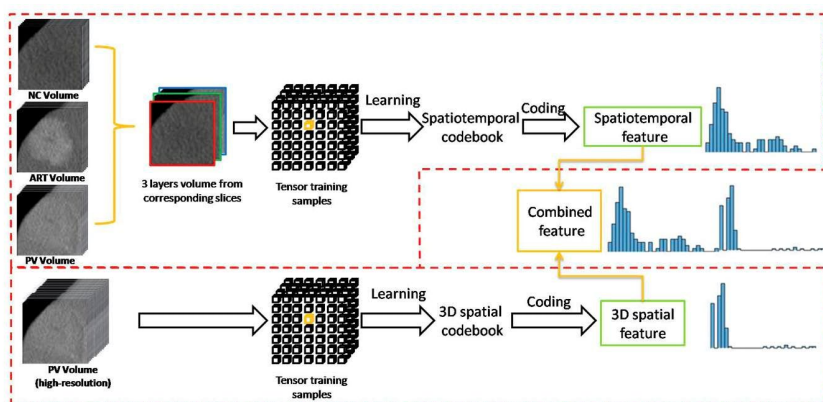 NC Volume
ART Volume
PV Volume
3 layers volume from
corresponding slices
Tensor training
samples
Learning
Spatiotemporal
codebook
Coding
Spatiotemporal
feature
Combined
feature
PV Volume
(high-resolution)
Tensor training
samples
Learning
3D spatial
codebook
Coding
3D spatial
feature